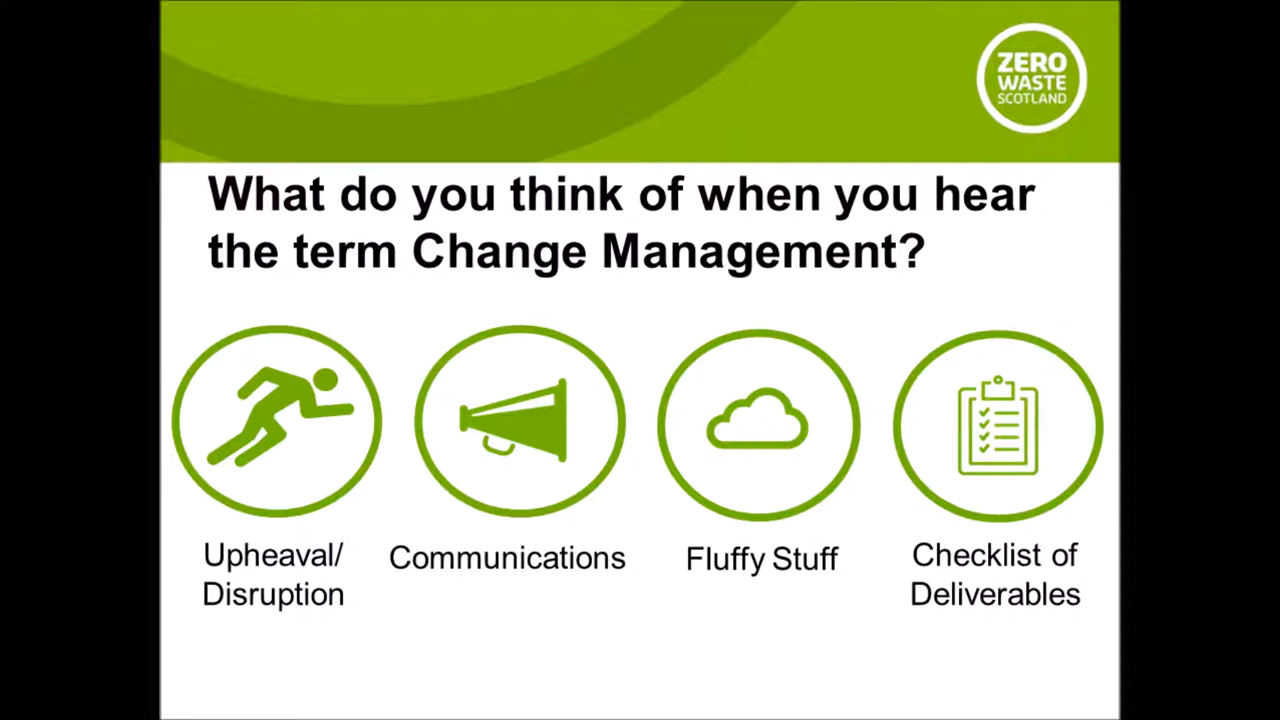 ZERO
WASTE
SCOTLAND
What do you think of when you hear
the term Change Management?
Upheaval/
Disruption
Communications
Fluffy Stuff
Checklist of
Deliverables